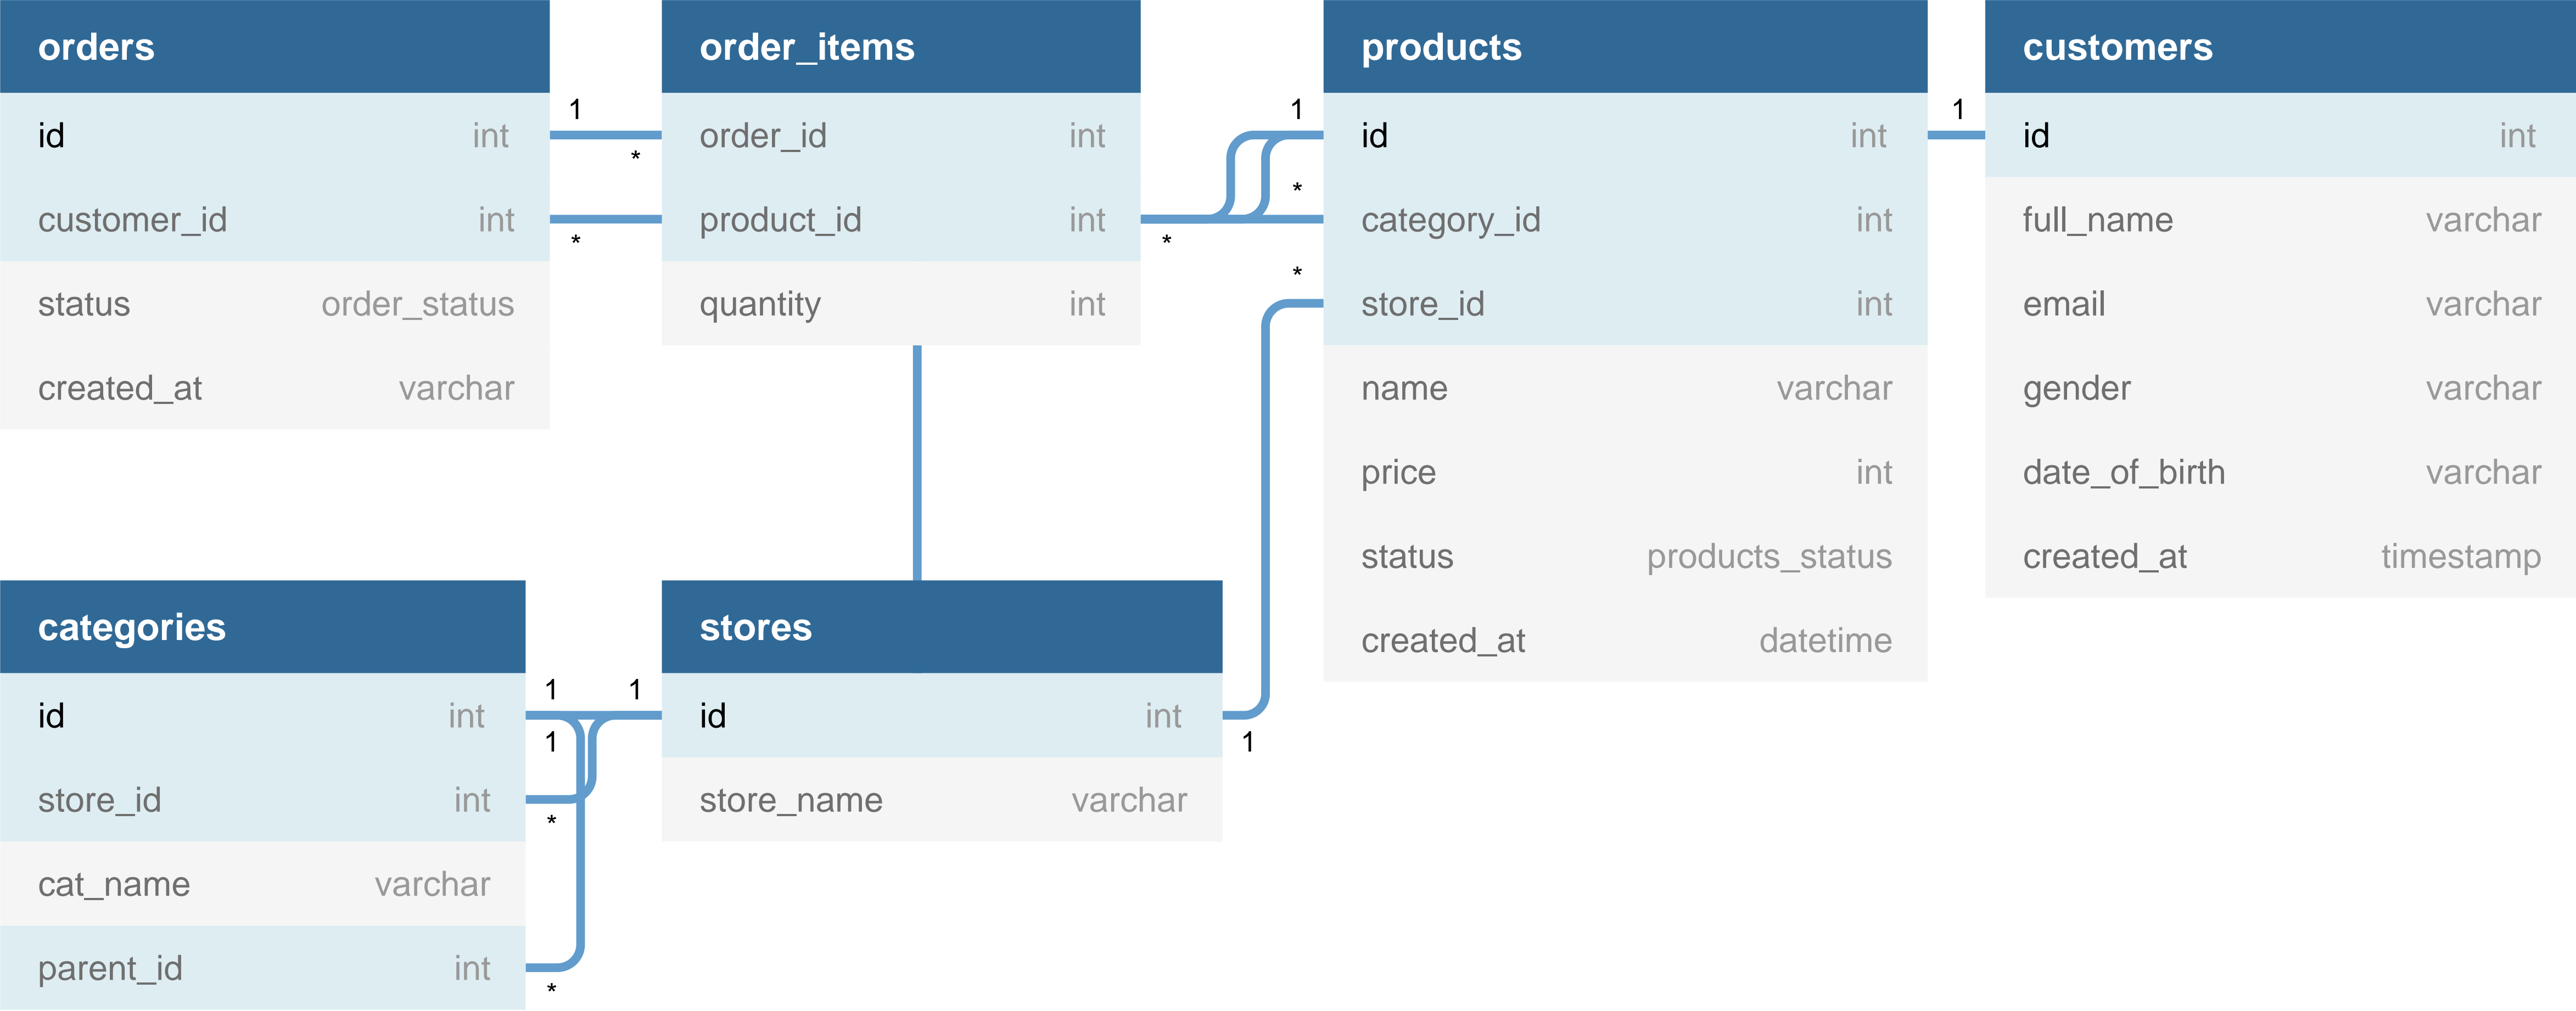 orders
id int
customer_id int
status order_status
created_at varchar
1
*
*
order_items
order_id int
product_id int
quantity int
1
*
*
*
products
id int
category_id int
store_id int
name varchar
price int
status products_status
created_at datetime
1
customers
id int
full_name varchar
email varchar
gender varchar
date_of_birth varchar
created_at timestamp
categories
id int
store_id int
cat_name varchar
parent_id int
1 1
1
*
*
stores
id int
store_name varchar
1